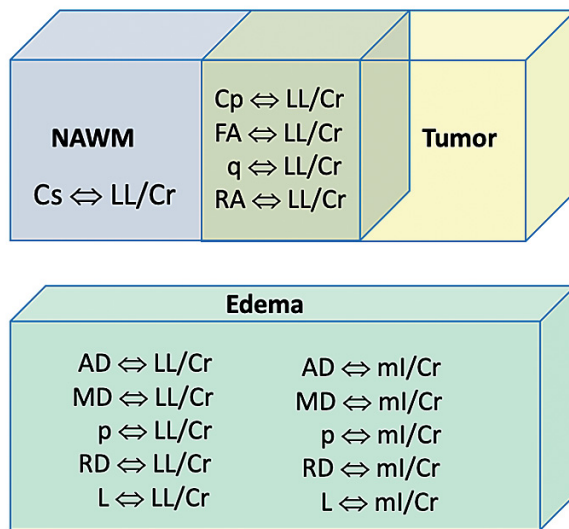 NAWM
Cs ⇔ LL/Cr
Cp ⇔ LL/Cr
FA ⇔ LL/Cr
q ⇔ LL/Cr
RA ⇔ LL/Cr
Tumor
Edema
AD ⇔ LL/Cr
MD ⇔ LL/Cr
p ⇔ LL/Cr
RD ⇔ LL/Cr
L ⇔ LL/Cr
AD ⇔ mI/Cr
MD ⇔ mI/Cr
p ⇔ mI/Cr
RD ⇔ mI/Cr
L ⇔ mI/Cr